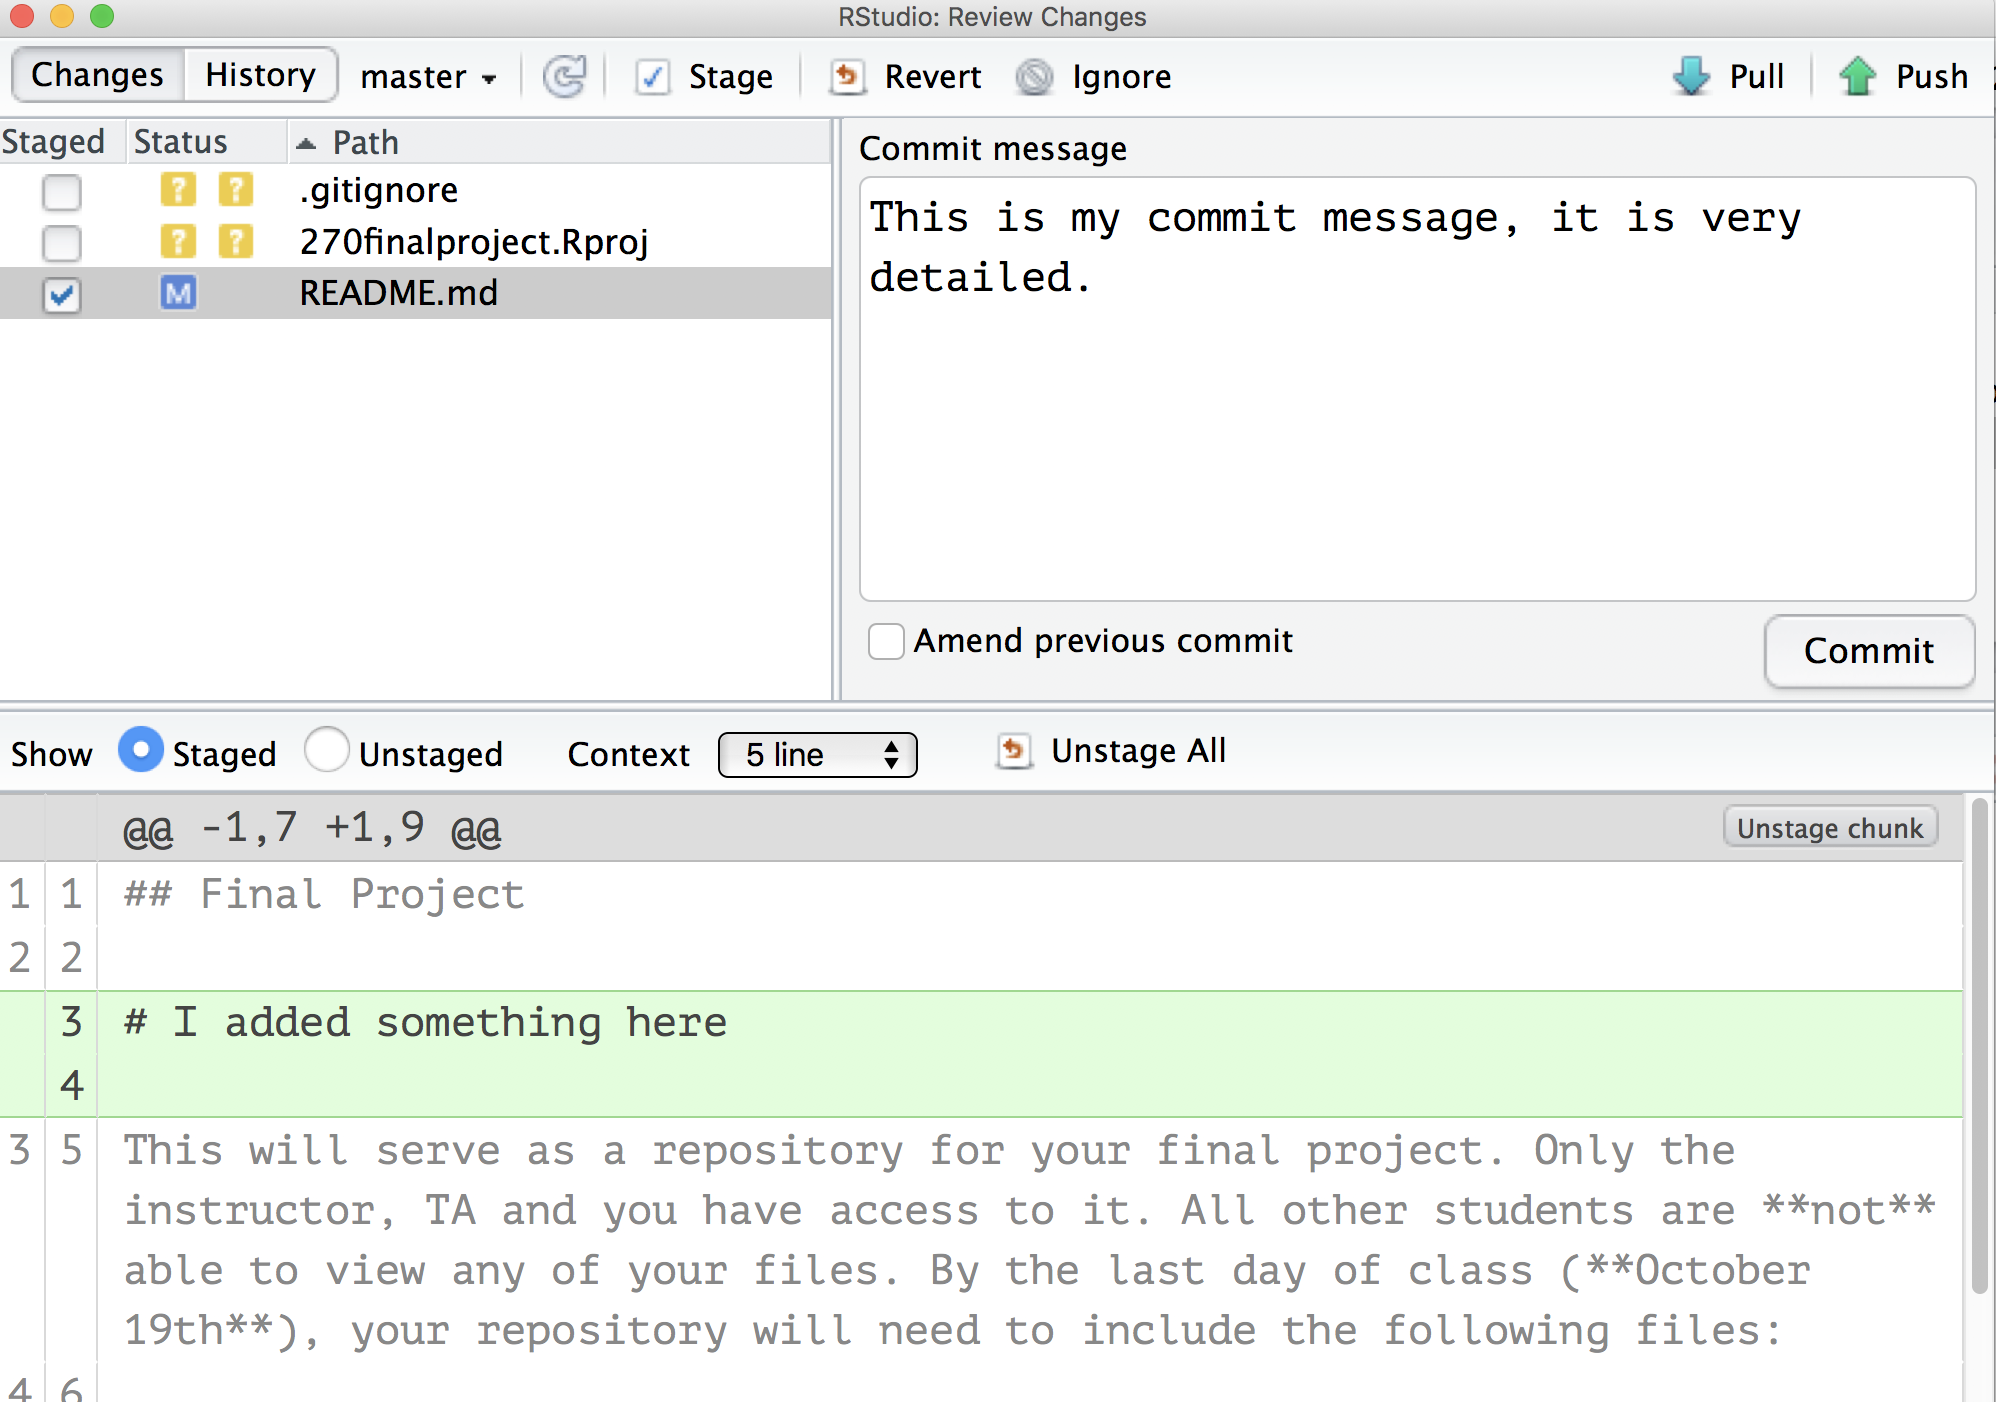 RStudio: Review Changes
Changes History master Stage Revert Ignore Pull Push
Staged Status Path
? ? .gitignore
? ? 270finalproject.Rproj
M README.md
Commit message
This is my commit message, it is very
detailed.
Amend previous commit
Commit
Show Staged Unstaged Context 5 line Unstage All
@@ -1,7 +1,9 @@ Unstage chunk
1 1 ## Final Project
2 2
3 # I added something here
4
3 5 This will serve as a repository for your final project. Only the
instructor, TA and you have access to it. All other students are **not**
able to view any of your files. By the last day of class (**October
19th**), your repository will need to include the following files:
4 6